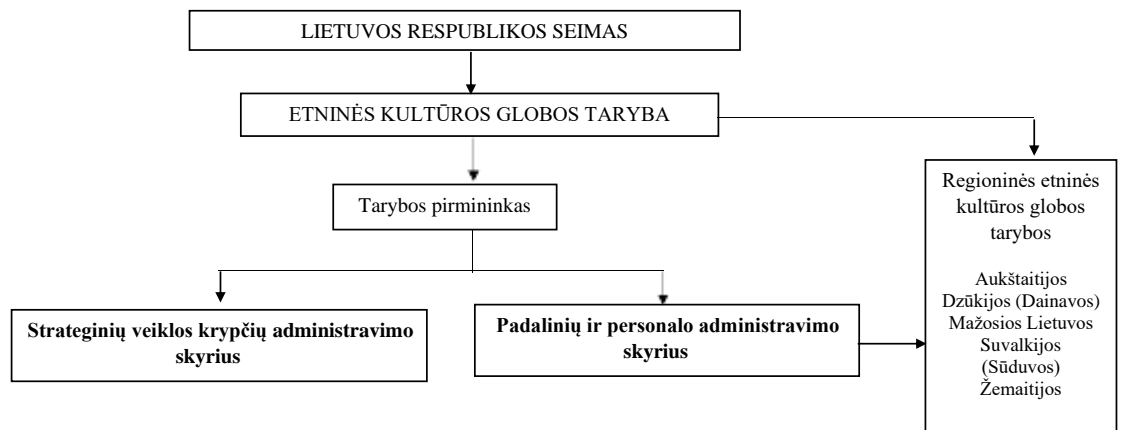 LIETUVOS RESPUBLIKOS SEIMAS
ETNINĖS KULTŪROS GLOBOS TARYBA
Tarybos pirmininkas
Strateginių veiklos krypčių administravimo
skyrius
Padalinių ir personalo administravimo
skyrius
Regioninės etninės
kultūros globos
tarybos
Aukštaitijos
Dzūkijos (Dainavos)
Mažosios Lietuvos
Suvalkijos
(Sūduvos)
Žemaitijos